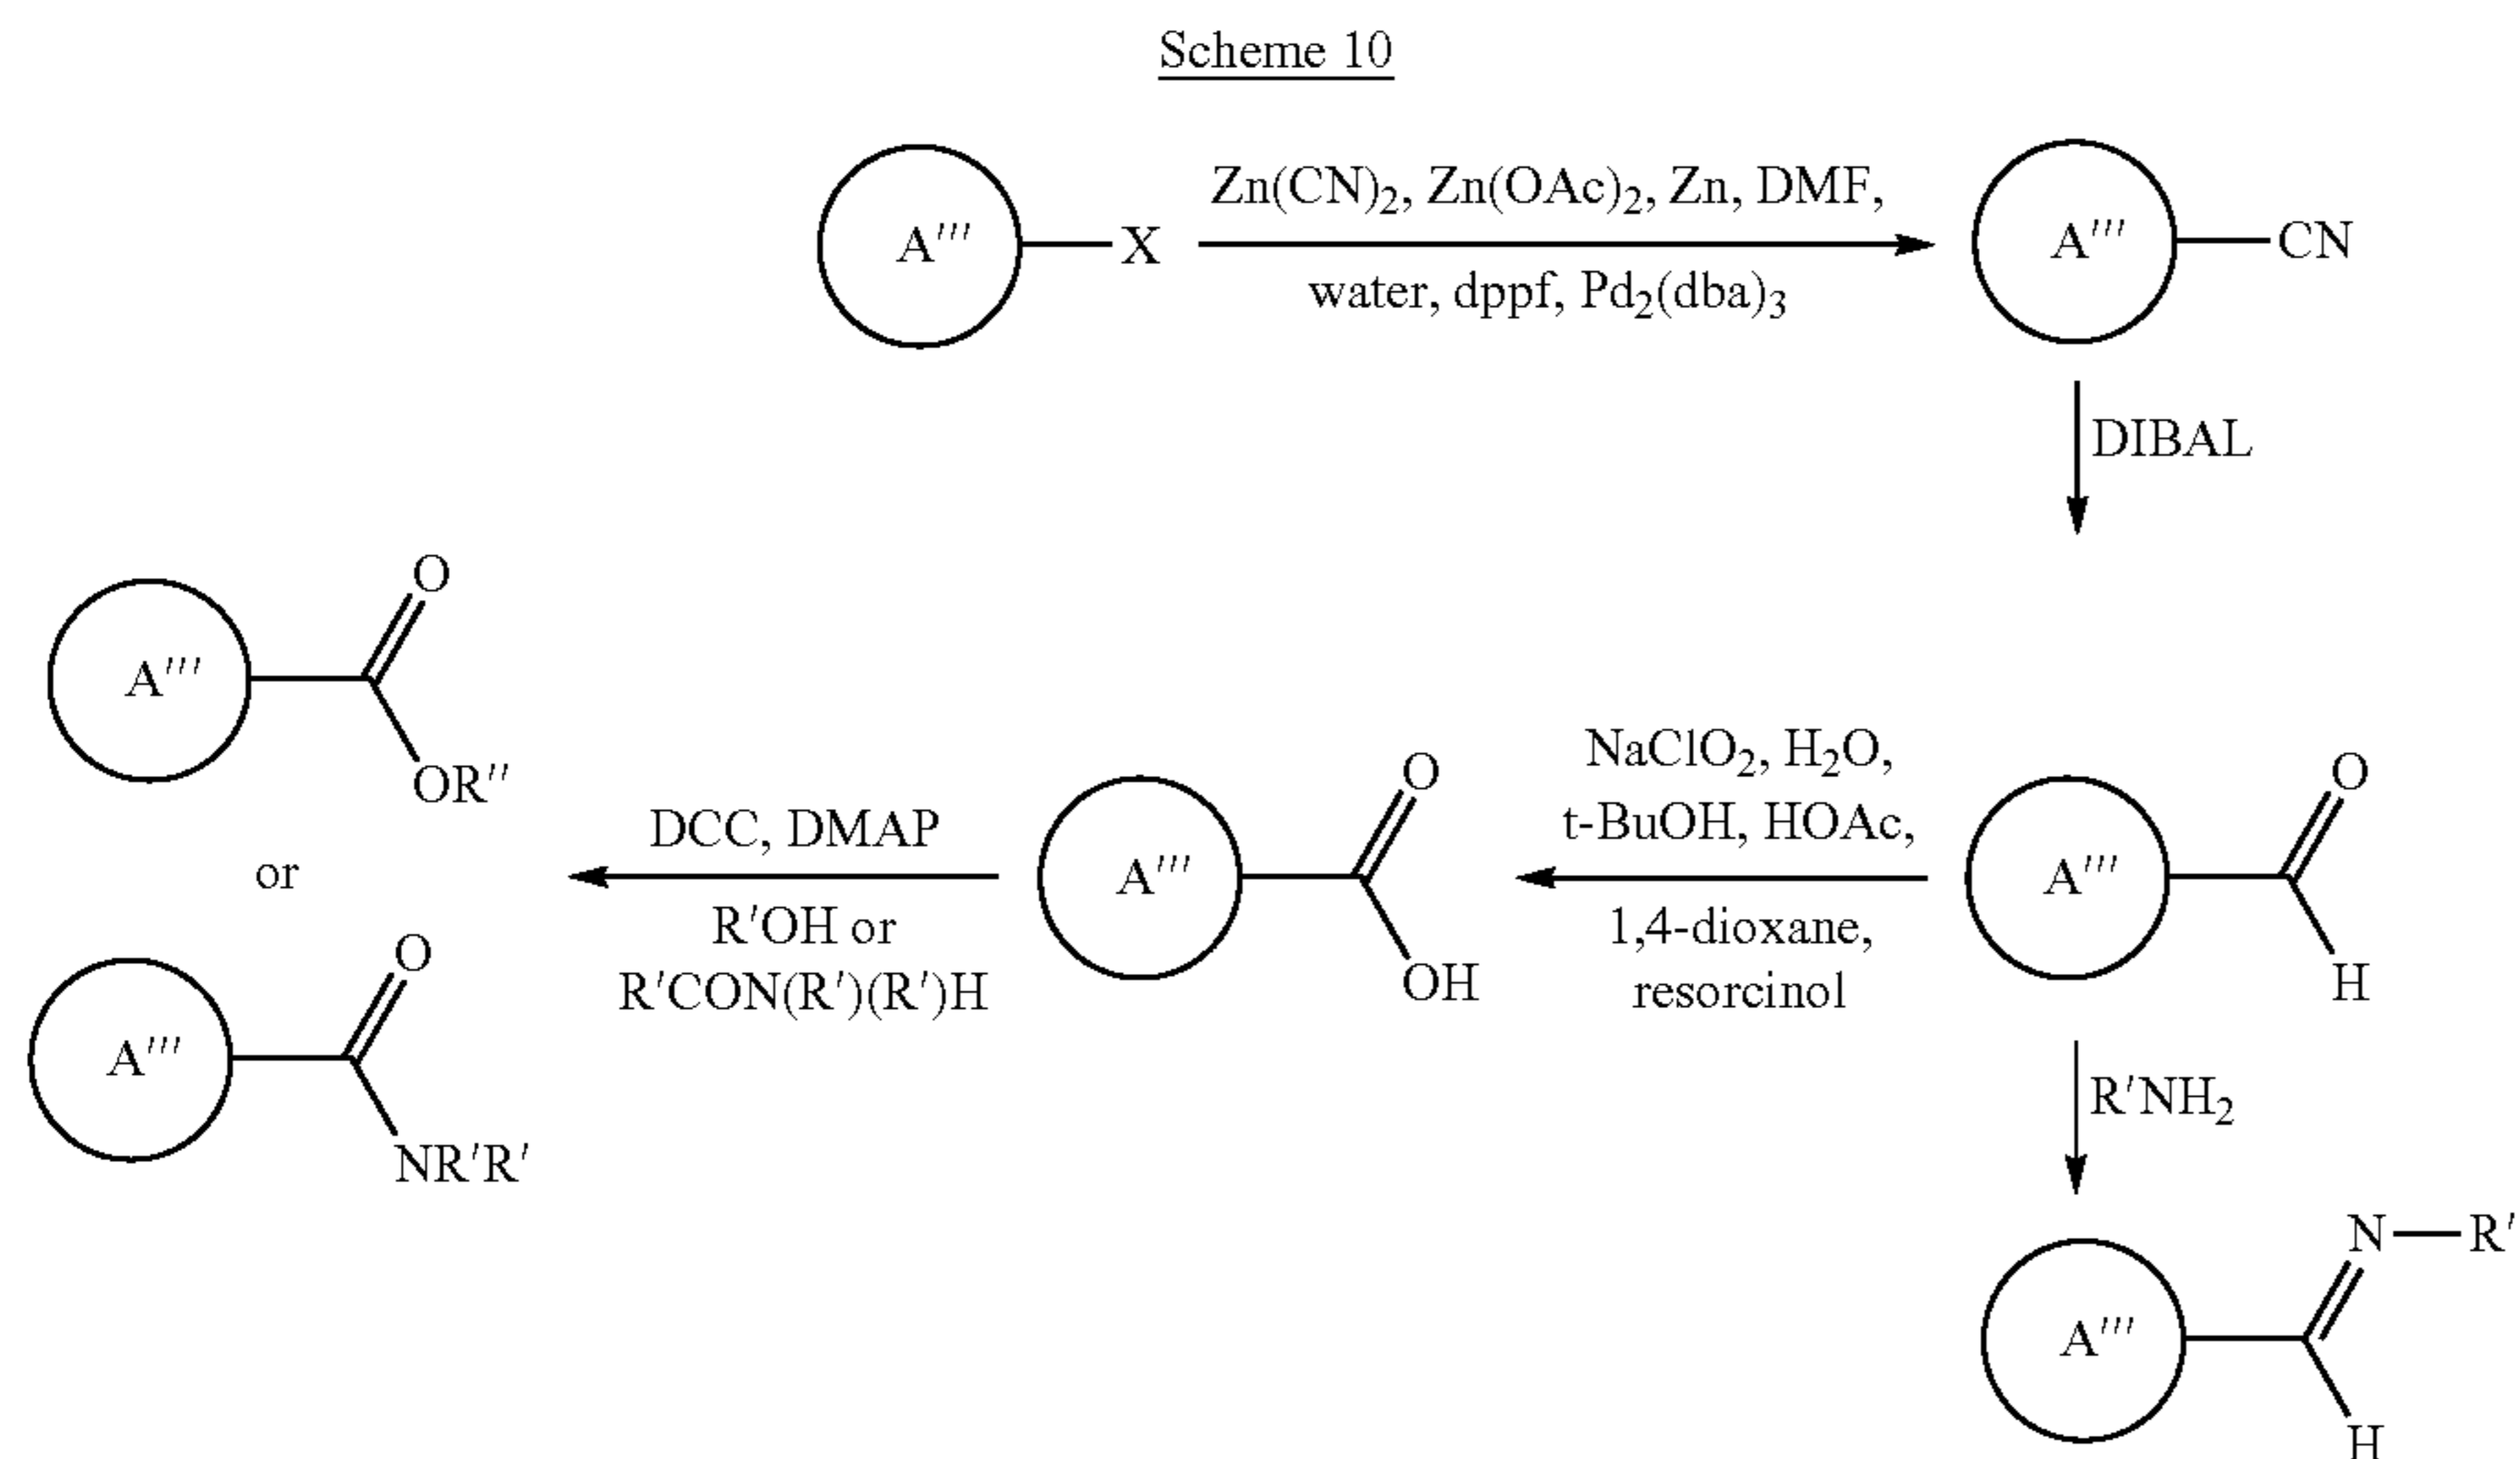 Scheme 10
A''' X
Zn(CN)2, Zn(OAc)2, Zn, DMF,
water, dppf, Pd2(dba)3
A''' CN
DIBAL
A''' O
OR''
or
A''' O
NR'R'
DCC, DMAP
R'OH or
R'CON(R')(R')H
A''' O
OH
NaClO2, H2O,
t-BuOH, HOAc,
1,4-dioxane,
resorcinol
A''' O
H
R'NH2
A''' N R'
H